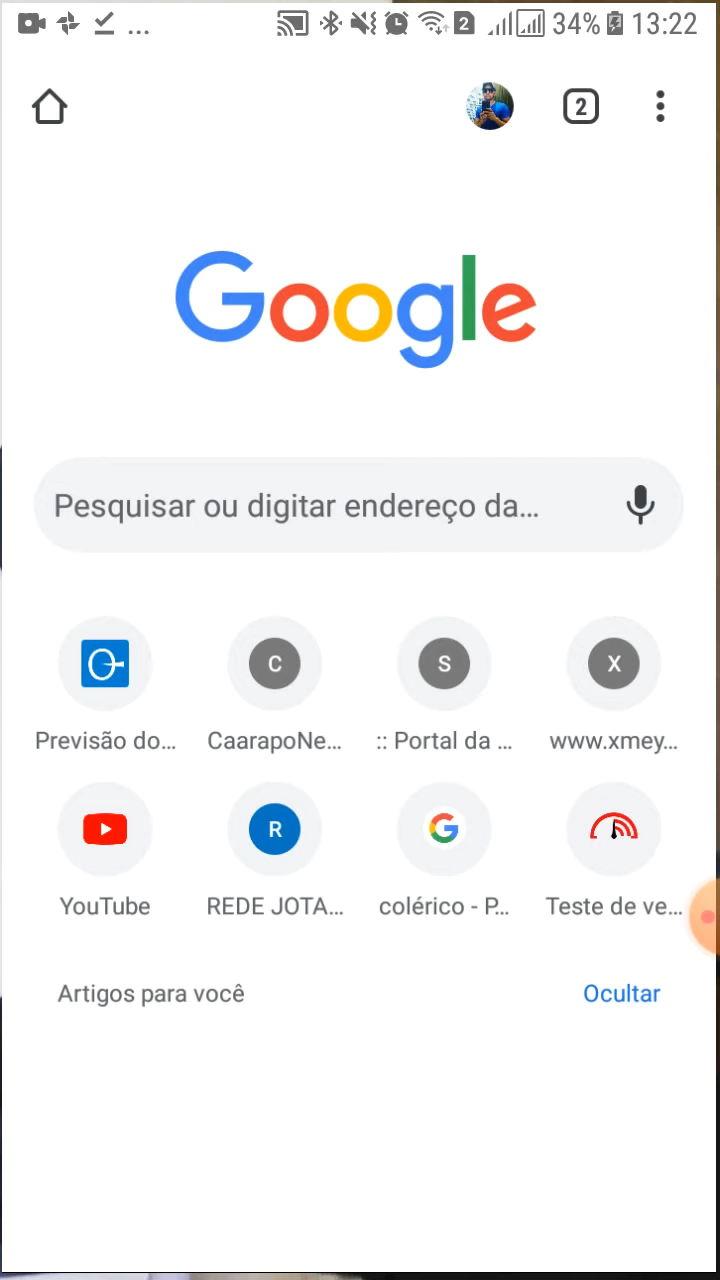 ... 2 34% 13:22
2
Google
Pesquisar ou digitar endereço da...
C S X
Previsão do... CaarapoNe... :: Portal da ... www.xmey...
R G
YouTube REDE JOTA... colérico - P... Teste de ve...
Artigos para você Ocultar